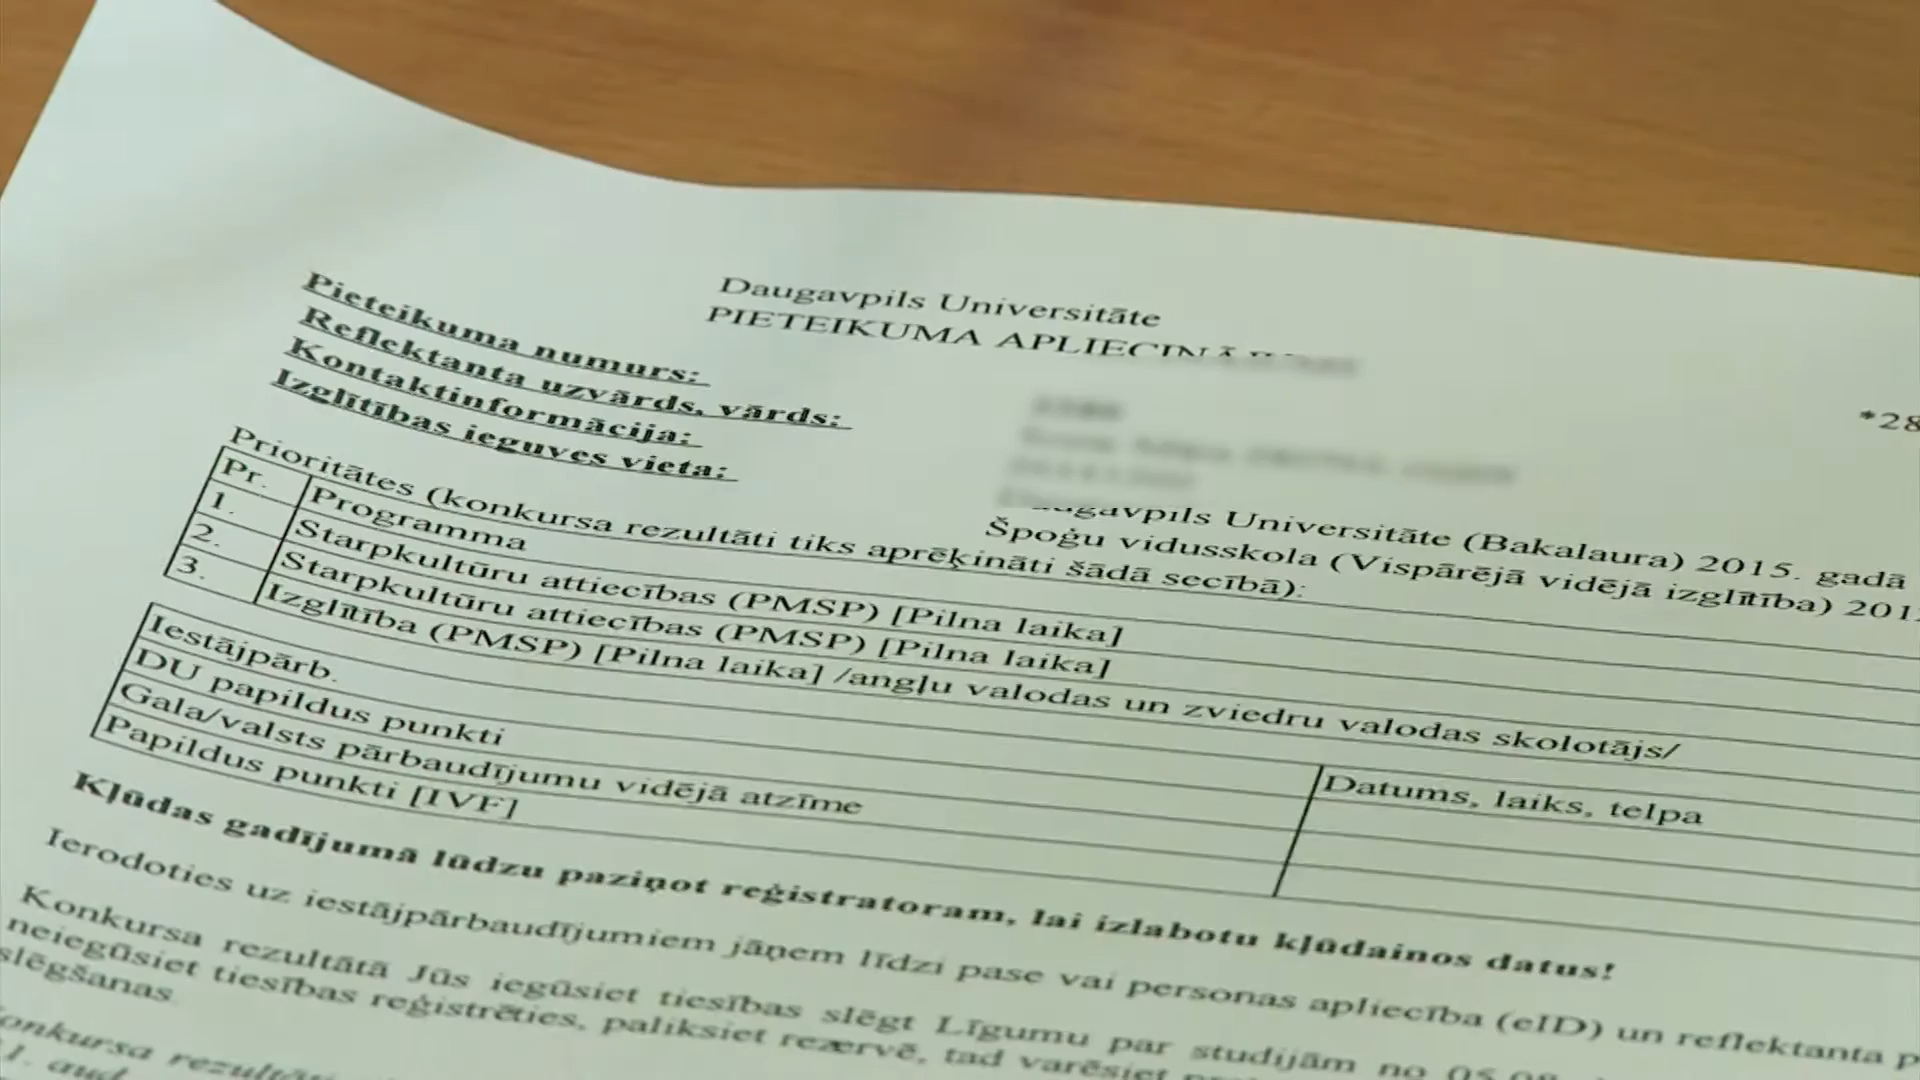 Daugavpils Universitāte
PIETEIKUMA
*28
Pieteikuma numurs:
Reflektanta uzvārds, vārds:
Kontaktinformācija:
Izglītības ieguves vieta:
Daugavpils Universitāte (Bakalaura) 2015. gadā
Špoģu vidusskola (Vispārējā vidējā izglītība)
Prioritātes (konkursa rezultāti tiks aprēķināti šādā secībā):
Pr. Programma
1. Starpkultūru attiecības (PMSP) [Pilna laika]
2. Starpkultūru attiecības (PMSP) [Pilna laika]
3. Izglītība (PMSP) [Pilna laika] /angļu valodas un zviedru valodas skolotājs/
Iestājpārb. Datums, laiks, telpa
DU papildus punkti
Gala/valsts pārbaudījumu vidējā atzīme
Papildus punkti [IVF]
Kļūdas gadījumā lūdzu paziņot reģistratoram, lai izlabotu kļūdainos datus!
Ierodoties uz iestājpārbaudījumiem jāņem līdzi pase vai personas apliecība (eID) un reflektanta
Konkursa rezultātā Jūs iegūsiet tiesības slēgt Līgumu par studijām no
neiegūsiet tiesības reģistrēties, paliksiet rezervē, tad varēsiet
slēgšanas